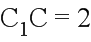 C₁C = 2